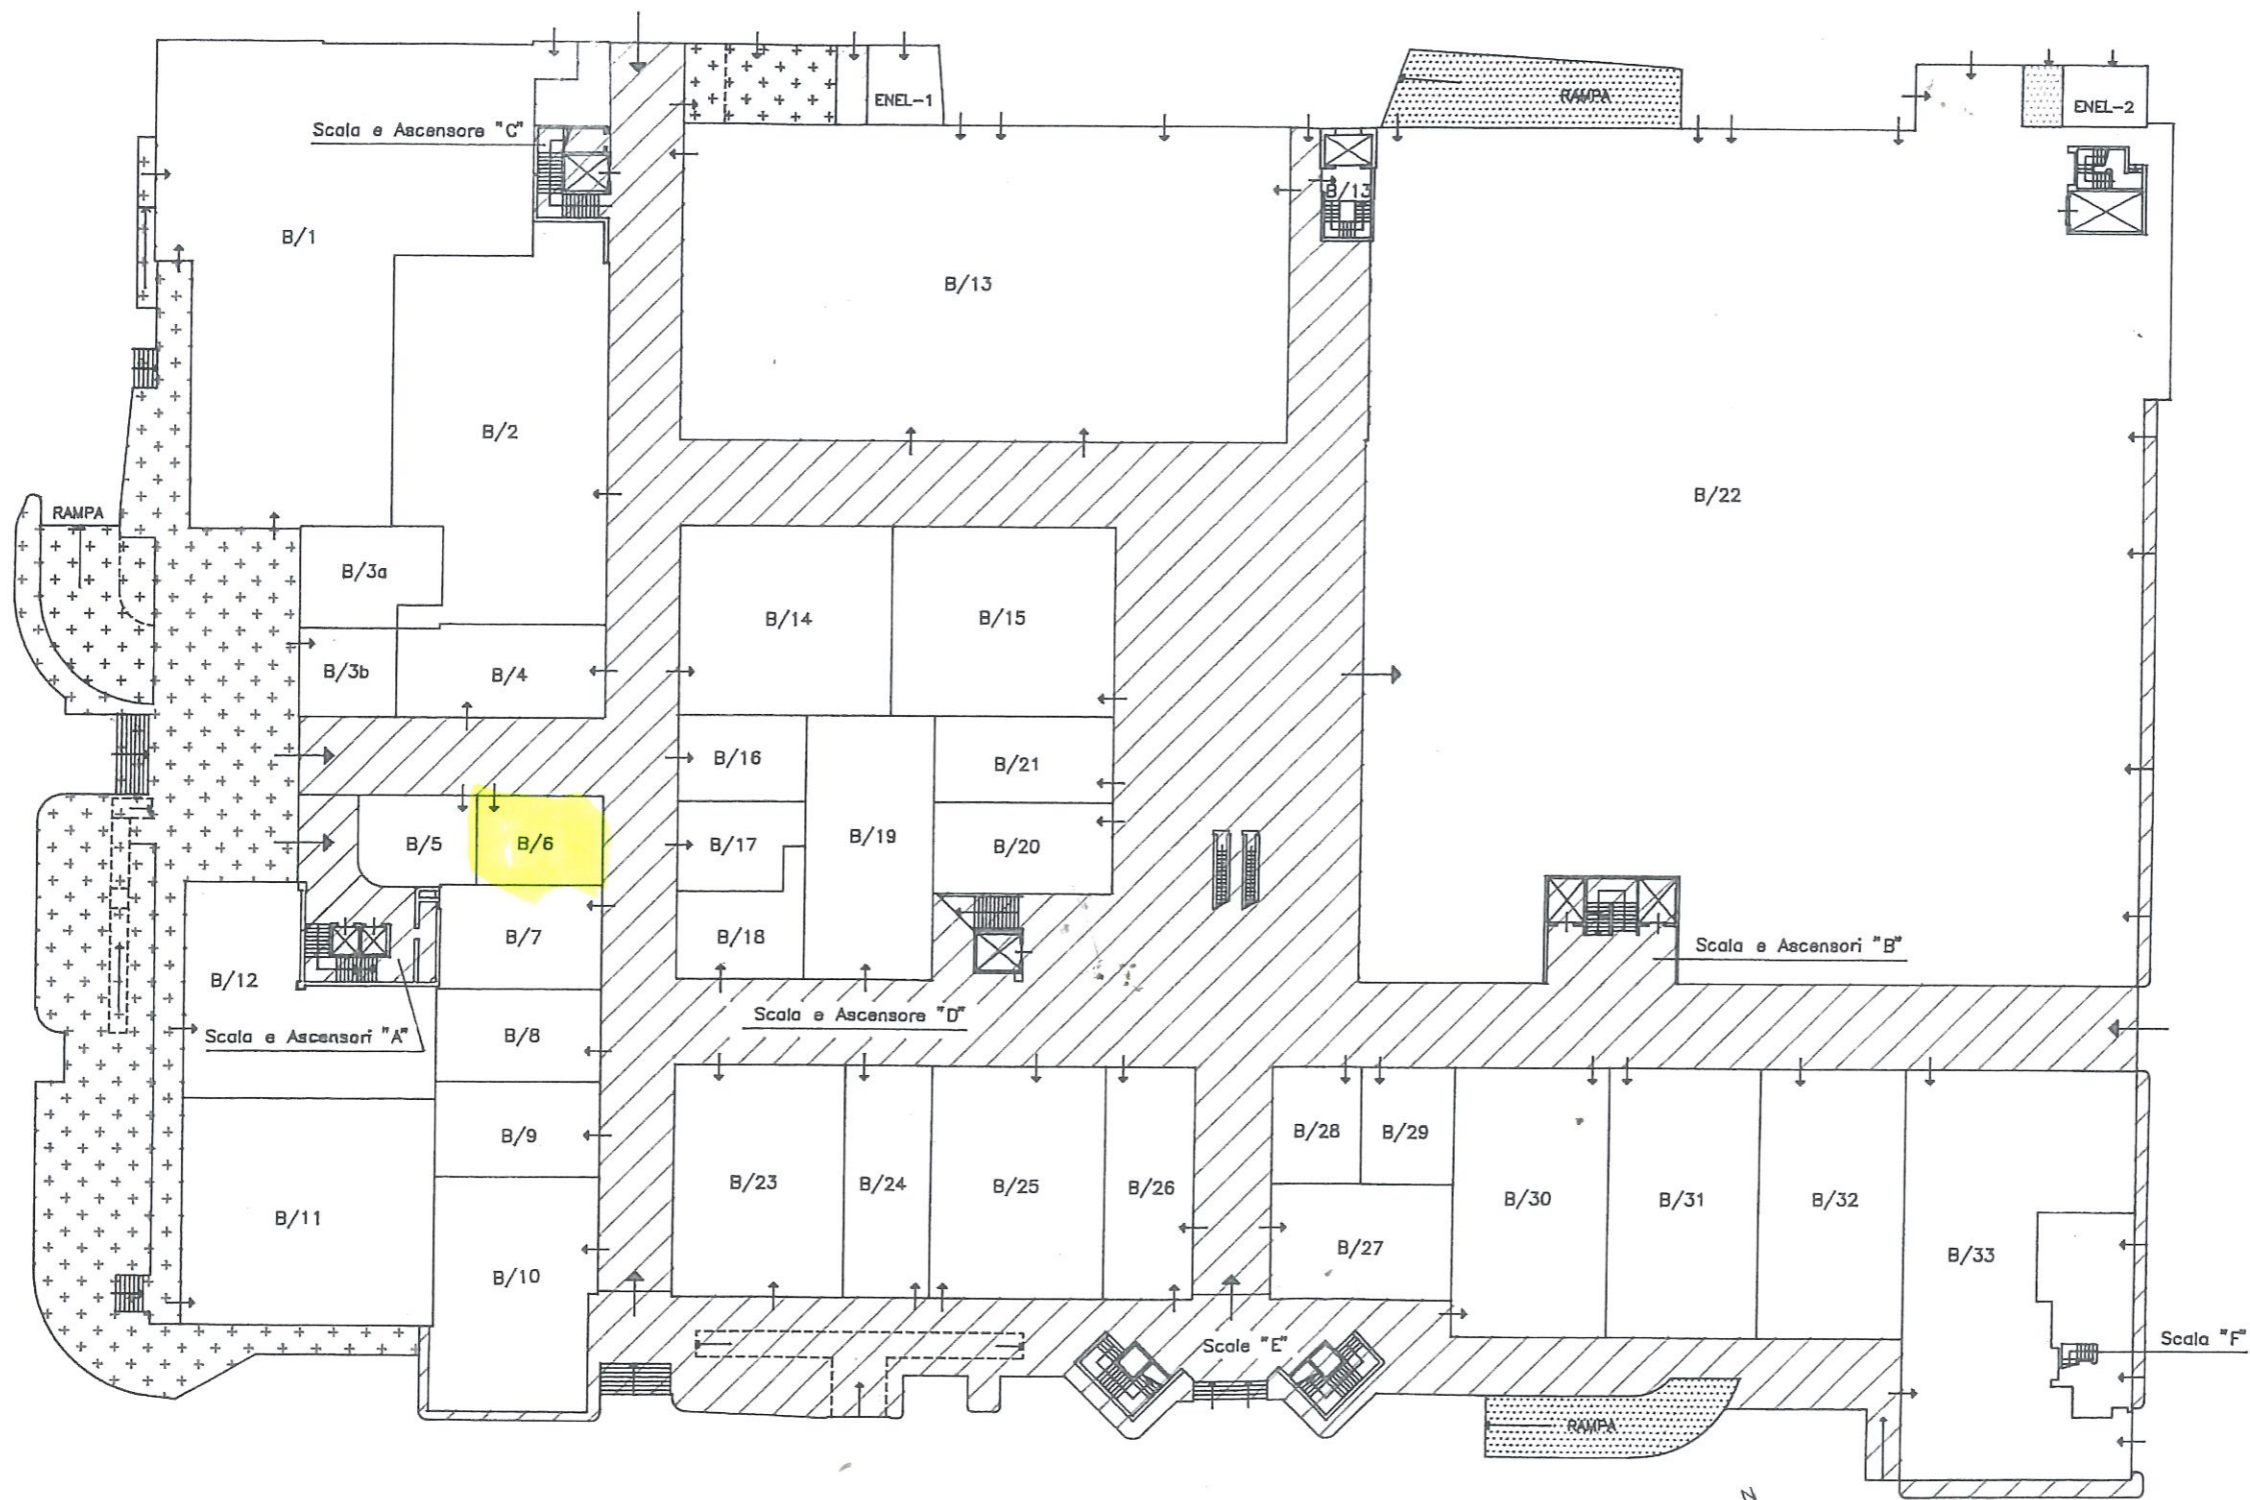 ENEL-1
RAMPA
ENEL-2
Scala e Ascensore "C"
B/13
B/1
B/13
B/2
B/22
RAMPA
B/3a
B/14
B/15
B/3b
B/4
B/16
B/21
B/5
B/6
B/17
B/19
B/20
B/7
B/18
Scala e Ascensori "B"
B/12
Scala e Ascensore "D"
Scala e Ascensori "A"
B/8
B/9
B/28
B/29
B/23
B/24
B/25
B/26
B/30
B/31
B/32
B/11
B/27
B/33
B/10
Scale "E"
Scala "F"
RAMPA
N